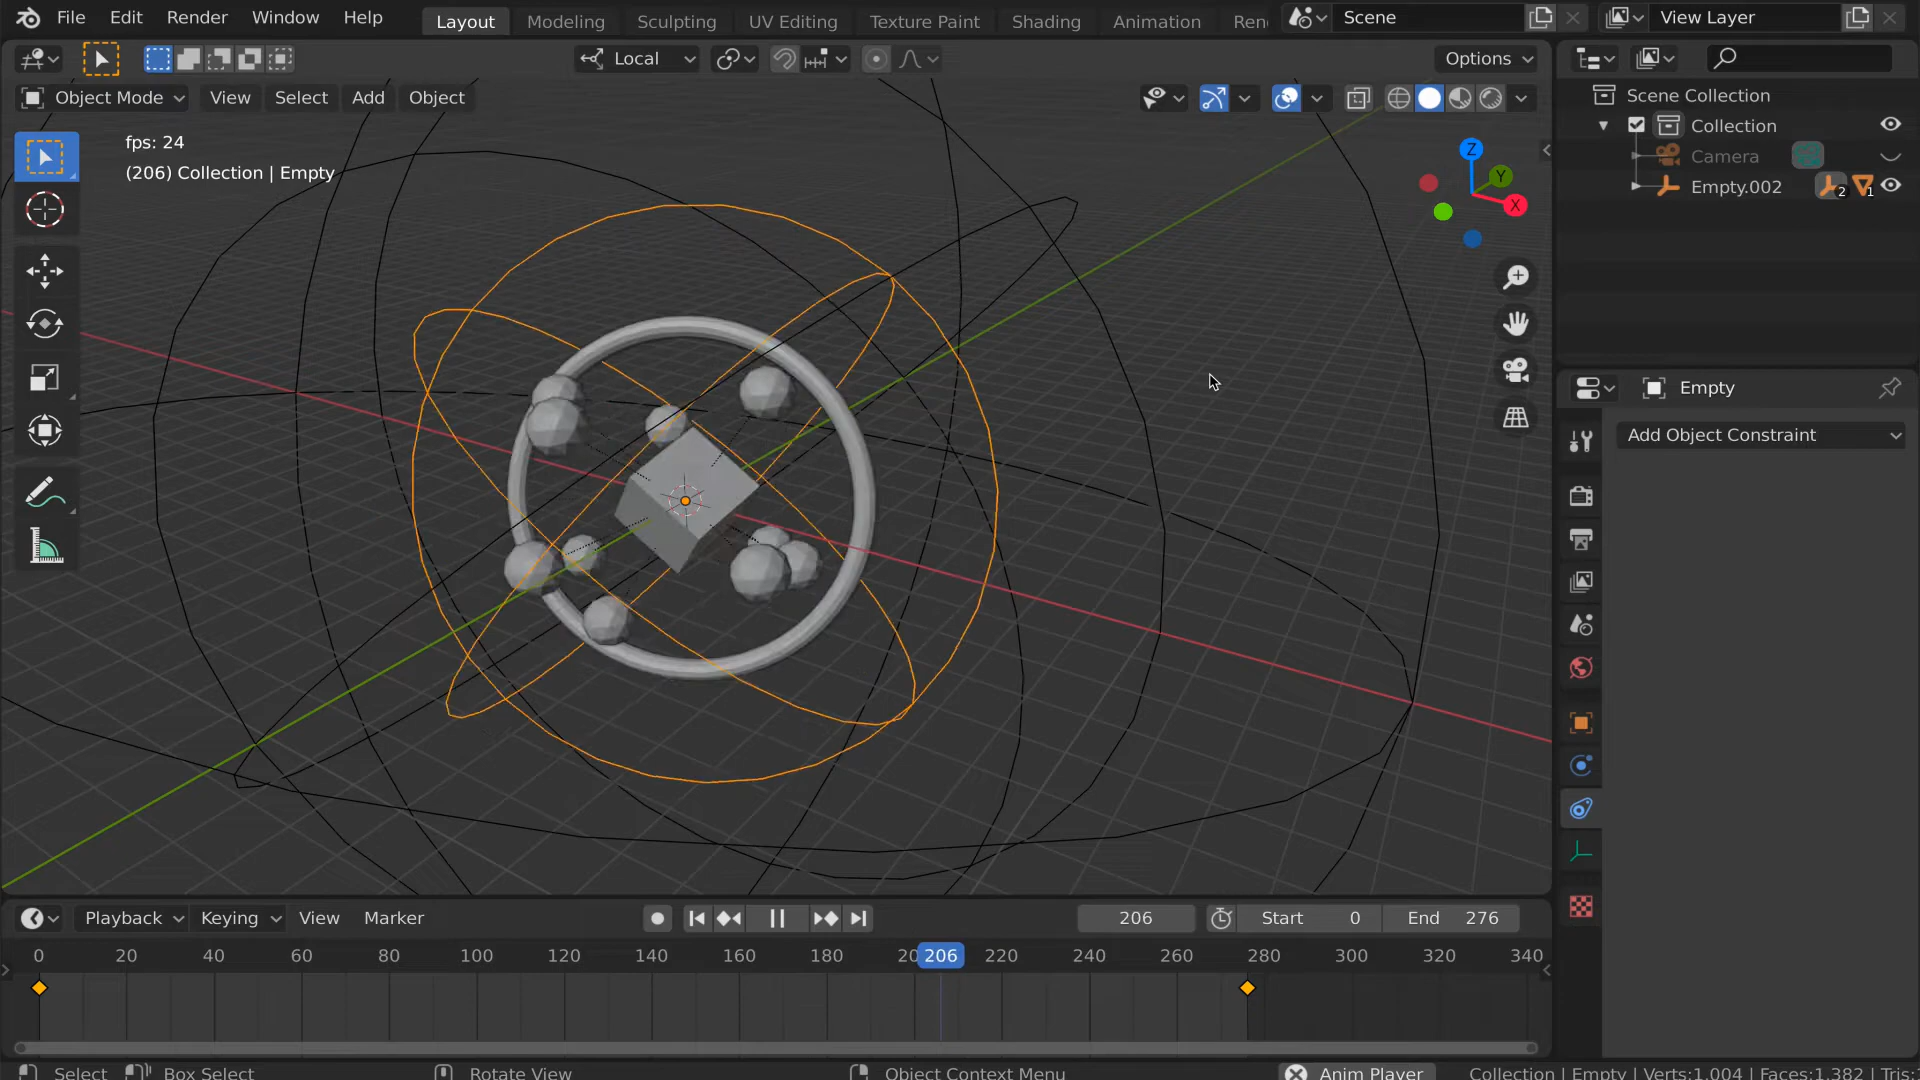 File Edit Render Window Help Layout Modeling Sculpting UV Editing Texture Paint Shading Animation Scene View Layer
Local Options
Object Mode View Select Add Object
fps: 24
(206) Collection | Empty
Z
Y
X
Scene Collection
Collection
Camera
Empty.002 2 1
Empty
Add Object Constraint
Playback Keying View Marker 206 Start 0 End 276
0 20 40 60 80 100 120 140 160 180 206 220 240 260 280 300 320 340
Select Box Select Rotate View Object Context Menu Anim Player Collection | Empty | Verts:1,004 | Faces:1,382 |